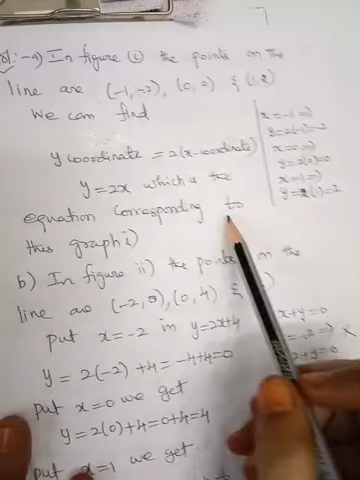 Sol:- a) In figure (i) the points on the
line are (-1,-2), (0,0) & (1,2)
We can find
y coordinate = 2(x-coordinate)
y=2x which is the
equation corresponding to
this graph i)
x=-1 ⇒
y=2(-1)=-2
x=0 ⇒
y=2(0)=0
x=1 ⇒
y=2(1)=2
b) In figure ii) the points on the
line are (-2,0), (0,4) &
put x=-2 in y=2x+4
y = 2(-2)+4=-4+4=0
put x=0 we get
y=2(0)+4=0+4=4
put x=1 we get
x+y=0
2+y=0